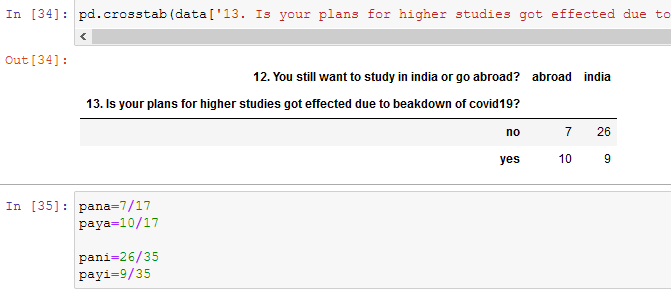 In [34]: pd.crosstab(data['13. Is your plans for higher studies got effected due to
Out[34]:
12. You still want to study in india or go abroad? abroad india
13. Is your plans for higher studies got effected due to beakdown of covid19?
no 7 26
yes 10 9
In [35]: pana=7/17
paya=10/17
pani=26/35
payi=9/35